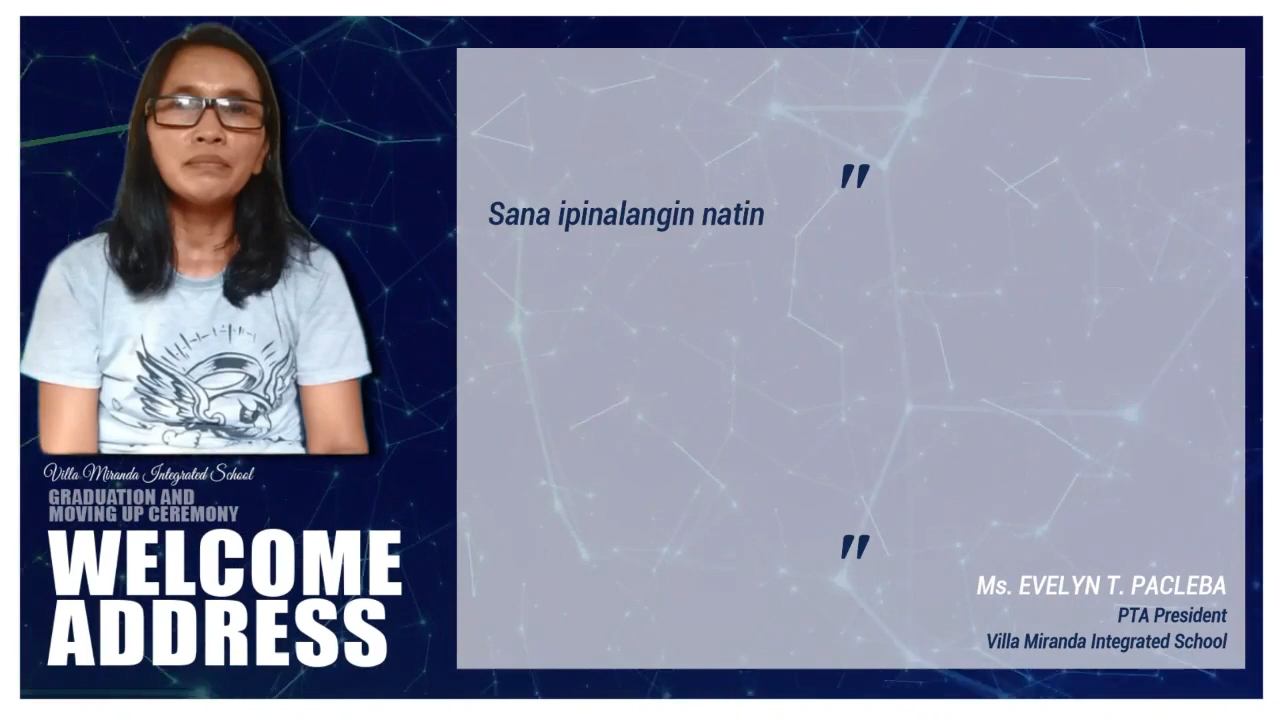 "
Sana ipinalangin natin
"
Ms. EVELYN T. PACLEBA
PTA President
Villa Miranda Integrated School
Villa Miranda Integrated School
GRADUATION AND
MOVING UP CEREMONY
WELCOME
ADDRESS